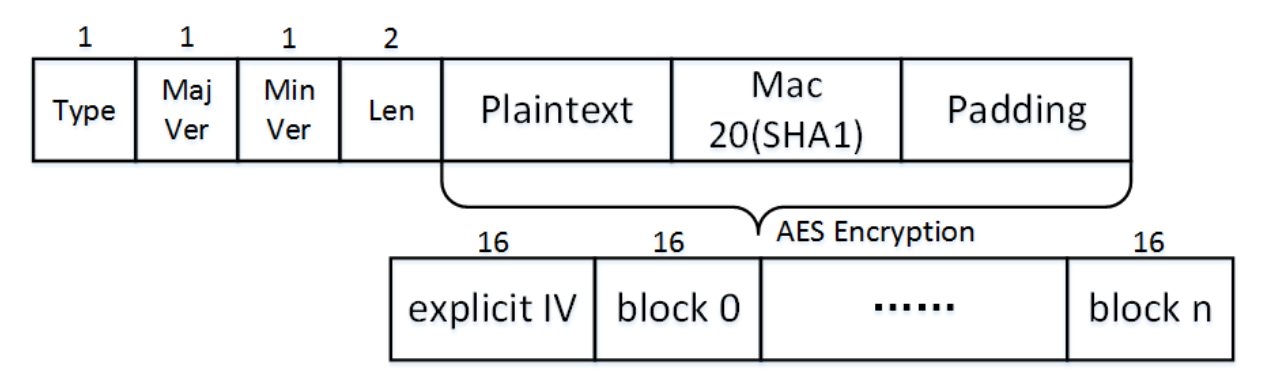 1 1 1 2
Type Maj Ver Min Ver Len Plaintext Mac 20(SHA1) Padding
AES Encryption
16 16 16
explicit IV block 0 ...... block n